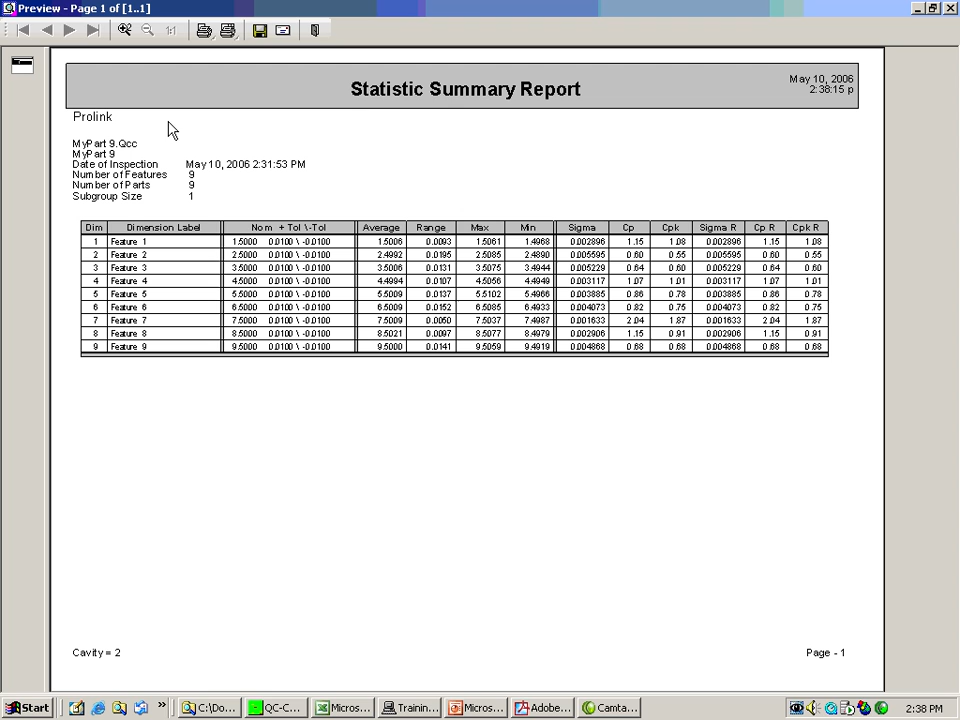 Preview - Page 1 of [1..1]
1:1
Statistic Summary Report
May 10, 2006
2:38:15 p
Prolink
MyPart 9.Qcc
MyPart 9
Date of Inspection May 10, 2006 2:31:53 PM
Number of Features 9
Number of Parts 9
Subgroup Size 1
Dim Dimension Label Nom + Tol \-Tol Average Range Max Min Sigma Cp Cpk Sigma R Cp R Cpk R
1 Feature 1 1.5000 0.0100 \ -0.0100 1.5006 0.0093 1.5061 1.4968 0.002896 1.15 1.08 0.002896 1.15 1.08
2 Feature 2 2.5000 0.0100 \ -0.0100 2.4992 0.0195 2.5085 2.4890 0.005595 0.60 0.55 0.005595 0.60 0.55
3 Feature 3 3.5000 0.0100 \ -0.0100 3.5006 0.0131 3.5075 3.4944 0.005229 0.64 0.60 0.005229 0.64 0.60
4 Feature 4 4.5000 0.0100 \ -0.0100 4.4994 0.0107 4.5056 4.4949 0.003117 1.07 1.01 0.003117 1.07 1.01
5 Feature 5 5.5000 0.0100 \ -0.0100 5.5009 0.0137 5.5102 5.4966 0.003885 0.86 0.78 0.003885 0.86 0.78
6 Feature 6 6.5000 0.0100 \ -0.0100 6.5009 0.0152 6.5085 6.4933 0.004073 0.82 0.75 0.004073 0.82 0.75
7 Feature 7 7.5000 0.0100 \ -0.0100 7.5009 0.0050 7.5037 7.4987 0.001633 2.04 1.87 0.001633 2.04 1.87
8 Feature 8 8.5000 0.0100 \ -0.0100 8.5021 0.0097 8.5077 8.4979 0.002906 1.15 0.91 0.002906 1.15 0.91
9 Feature 9 9.5000 0.0100 \ -0.0100 9.5000 0.0141 9.5059 9.4919 0.004868 0.68 0.68 0.004868 0.68 0.68
Cavity = 2 Page - 1
Start » C:\Do... QC-C... Micros... Trainin... Micros... Adobe... Camta... 2:38 PM